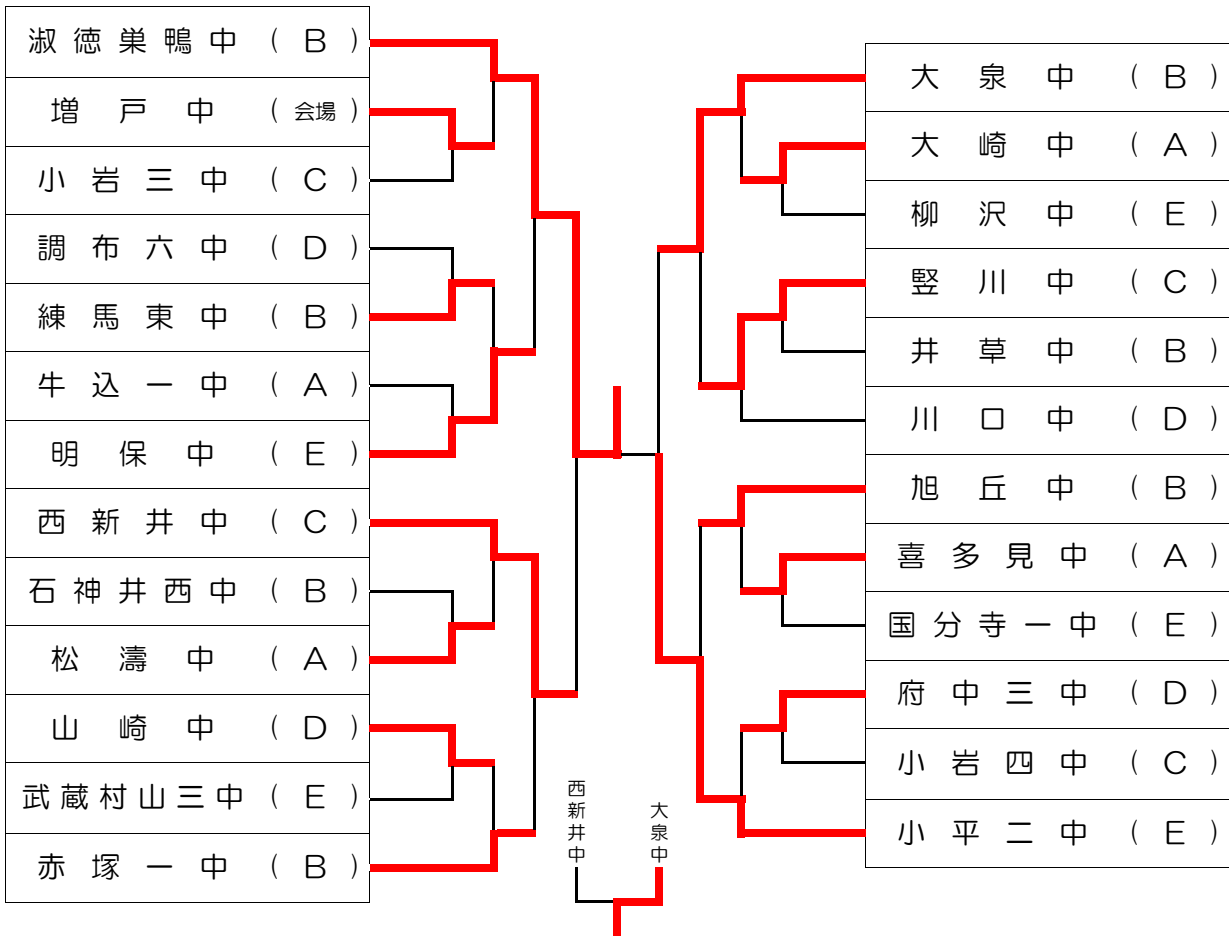 淑徳巣鴨中 ( B )
増戸中 ( 会場 )
小岩三中 ( C )
調布六中 ( D )
練馬東中 ( B )
牛込一中 ( A )
明保中 ( E )
西新井中 ( C )
石神井西中 ( B )
松濤中 ( A )
山崎中 ( D )
武蔵村山三中 ( E )
赤塚一中 ( B )
大泉中 ( B )
大崎中 ( A )
柳沢中 ( E )
竪川中 ( C )
井草中 ( B )
川口中 ( D )
旭丘中 ( B )
喜多見中 ( A )
国分寺一中 ( E )
府中三中 ( D )
小岩四中 ( C )
小平二中 ( E )
西新井中
大泉中